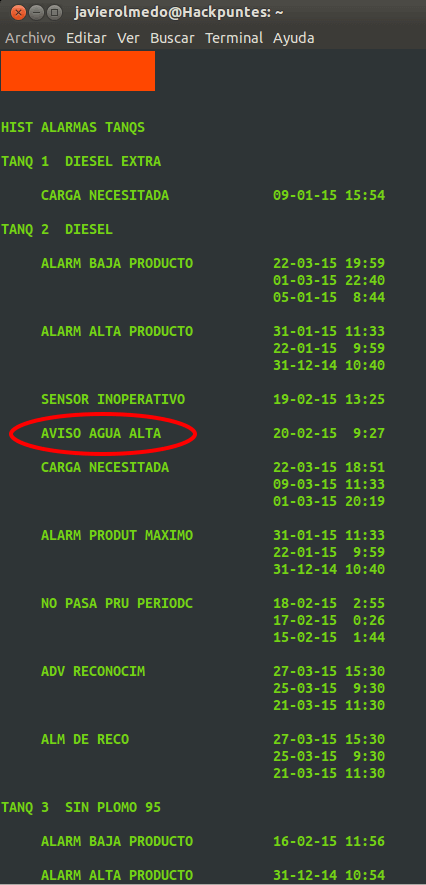 javierolmedo@Hackpuntes: ~
Archivo Editar Ver Buscar Terminal Ayuda
HIST ALARMAS TANQS
TANQ 1 DIESEL EXTRA
CARGA NECESITADA 09-01-15 15:54
TANQ 2 DIESEL
ALARM BAJA PRODUCTO 22-03-15 19:59
01-03-15 22:40
05-01-15 8:44
ALARM ALTA PRODUCTO 31-01-15 11:33
22-01-15 9:59
31-12-14 10:40
SENSOR INOPERATIVO 19-02-15 13:25
AVISO AGUA ALTA 20-02-15 9:27
CARGA NECESITADA 22-03-15 18:51
09-03-15 11:33
01-03-15 20:19
ALARM PRODUT MAXIMO 31-01-15 11:33
22-01-15 9:59
31-12-14 10:40
NO PASA PRU PERIODC 18-02-15 2:55
17-02-15 0:26
15-02-15 1:44
ADV RECONOCIM 27-03-15 15:30
25-03-15 9:30
21-03-15 11:30
ALM DE RECO 27-03-15 15:30
25-03-15 9:30
21-03-15 11:30
TANQ 3 SIN PLOMO 95
ALARM BAJA PRODUCTO 16-02-15 11:56
ALARM ALTA PRODUCTO 31-12-14 10:54